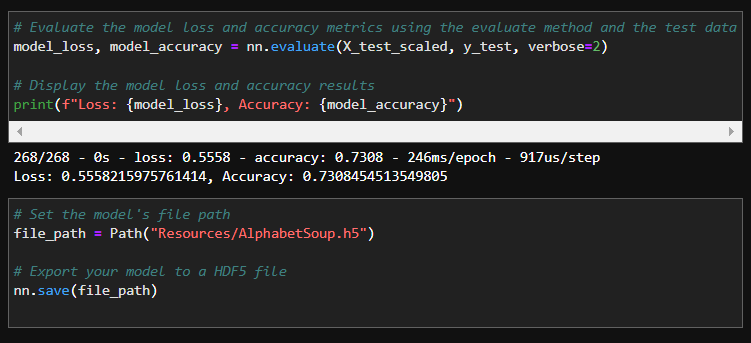 # Evaluate the model loss and accuracy metrics using the evaluate method and the test data
model_loss, model_accuracy = nn.evaluate(X_test_scaled, y_test, verbose=2)
# Display the model loss and accuracy results
print(f"Loss: {model_loss}, Accuracy: {model_accuracy}")
268/268 - 0s - loss: 0.5558 - accuracy: 0.7308 - 246ms/epoch - 917us/step
Loss: 0.5558215975761414, Accuracy: 0.7308454513549805
# Set the model's file path
file_path = Path("Resources/AlphabetSoup.h5")
# Export your model to a HDF5 file
nn.save(file_path)